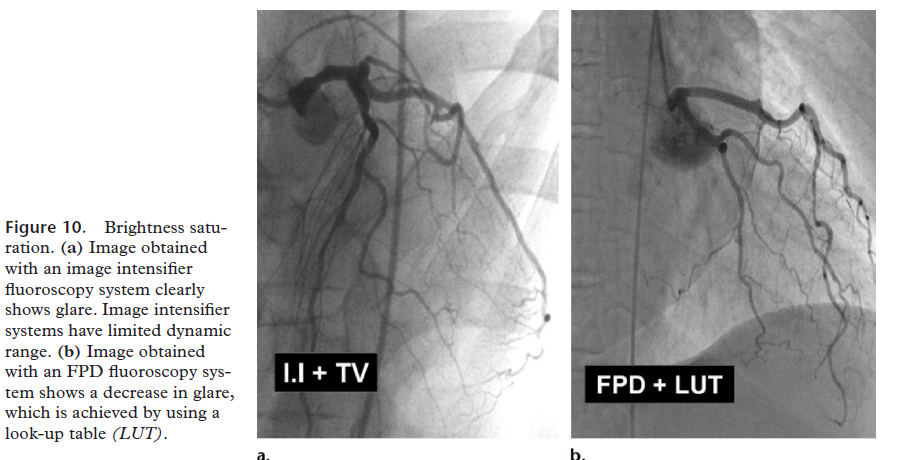 Figure 10. Brightness satu-
ration. (a) Image obtained
with an image intensifier
fluoroscopy system clearly
shows glare. Image intensifier
systems have limited dynamic
range. (b) Image obtained
with an FPD fluoroscopy sys-
tem shows a decrease in glare,
which is achieved by using a
look-up table (LUT).
I.I + TV
FPD + LUT
a.
b.